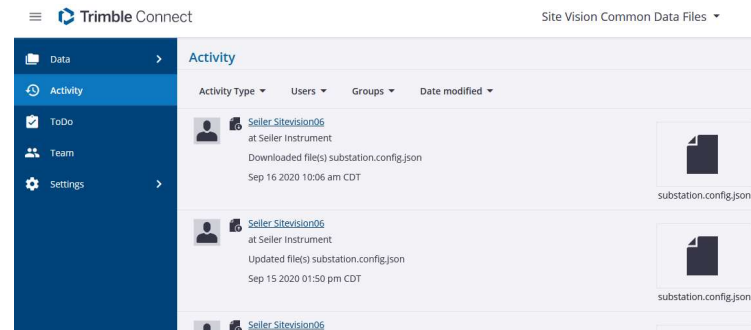 Trimble Connect
Site Vision Common Data Files
Data
Activity
ToDo
Team
Settings
Activity
Activity Type Users Groups Date modified
Seiler Sitevision06
at Seiler Instrument
Downloaded file(s) substation.config.json
Sep 16 2020 10:06 am CDT
substation.config.json
Seiler Sitevision06
at Seiler Instrument
Updated file(s) substation.config.json
Sep 15 2020 01:50 pm CDT
substation.config.json
Seiler Sitevision06